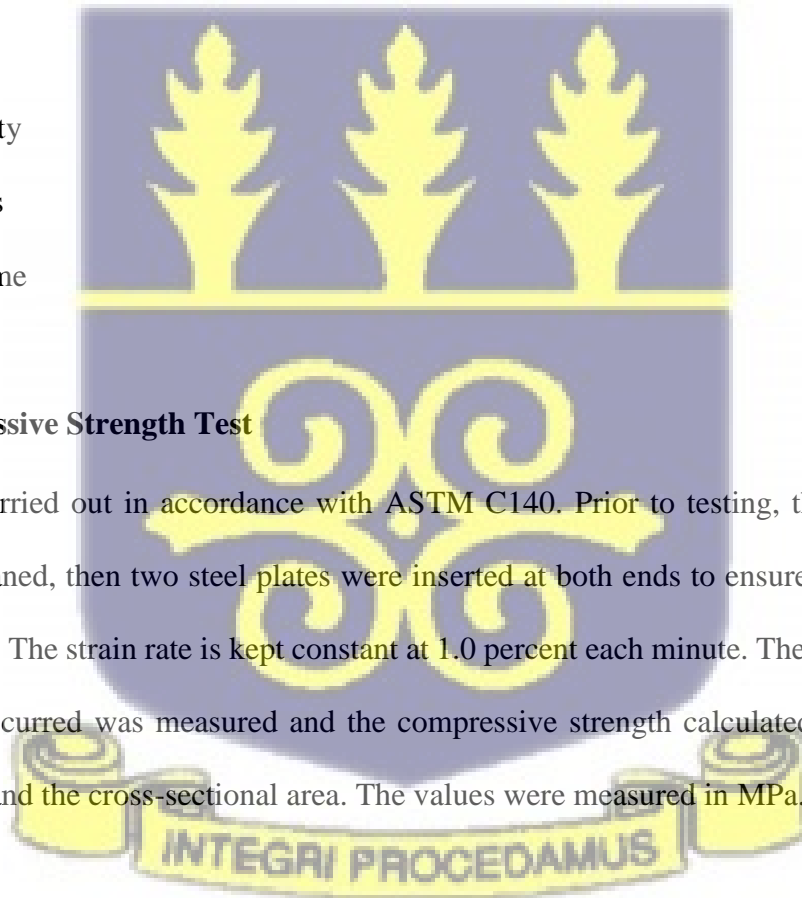 ty
s
ne
ssive Strength Test
rried out in accordance with ASTM C140. Prior to testing, th
aned, then two steel plates were inserted at both ends to ensure
The strain rate is kept constant at 1.0 percent each minute. The
curred was measured and the compressive strength calculated
and the cross-sectional area. The values were measured in MPa.
INTEGRI PROCEDAMUS